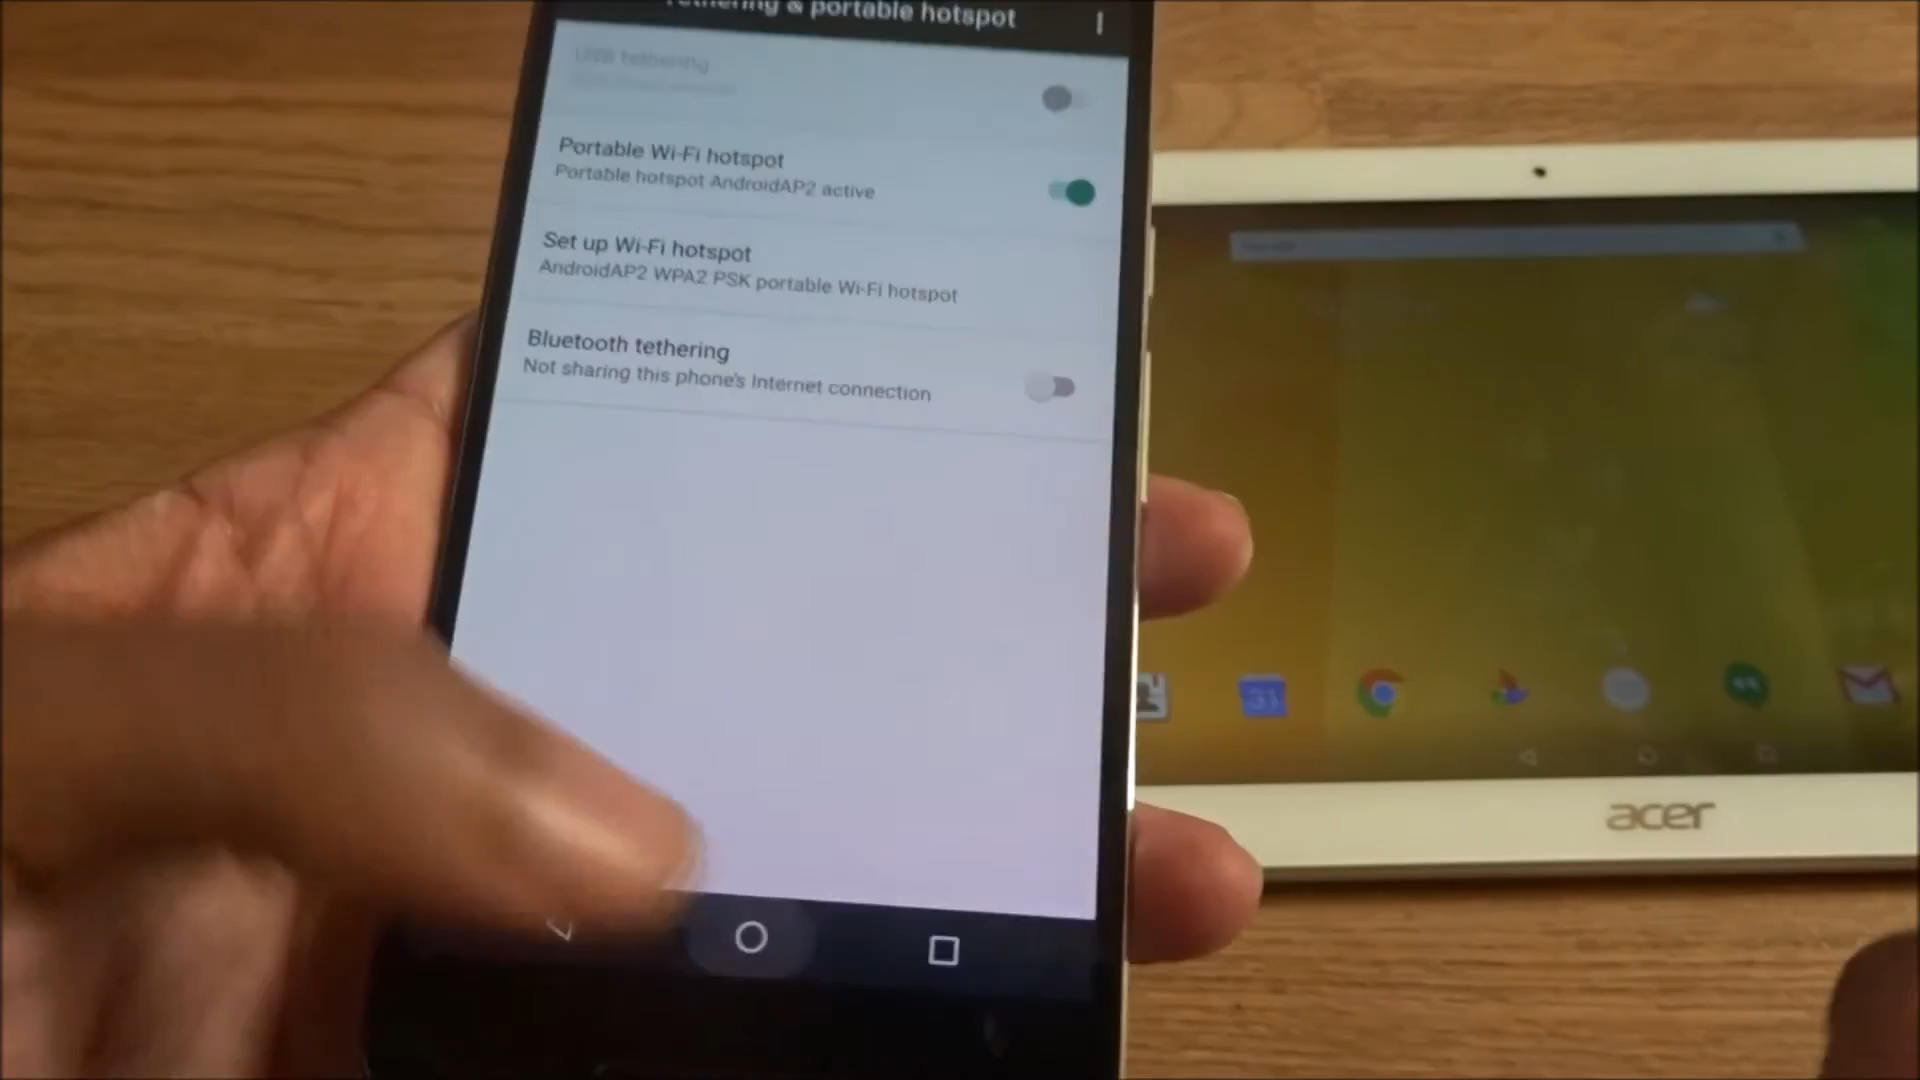 Tethering & portable hotspot
USB tethering
Portable Wi-Fi hotspot
Portable hotspot AndroidAP2 active
Set up Wi-Fi hotspot
AndroidAP2 WPA2 PSK portable Wi-Fi hotspot
Bluetooth tethering
Not sharing this phone's Internet connection
31
acer